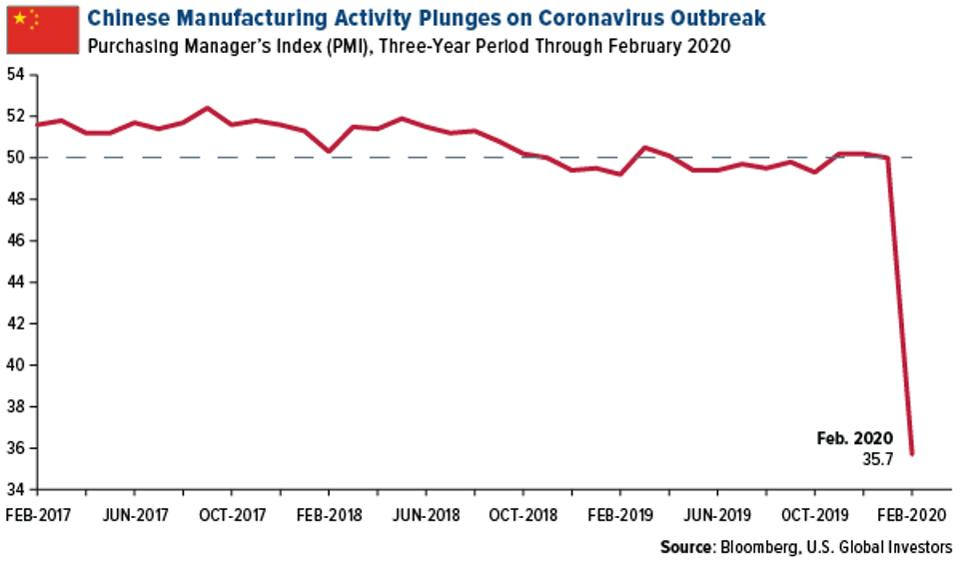 Chinese Manufacturing Activity Plunges on Coronavirus Outbreak
Purchasing Manager's Index (PMI), Three-Year Period Through February 2020
54
52
50
48
46
44
42
40
38
36
34
Feb. 2020
35.7
FEB-2017 JUN-2017 OCT-2017 FEB-2018 JUN-2018 OCT-2018 FEB-2019 JUN-2019 OCT-2019 FEB-2020
Source: Bloomberg, U.S. Global Investors